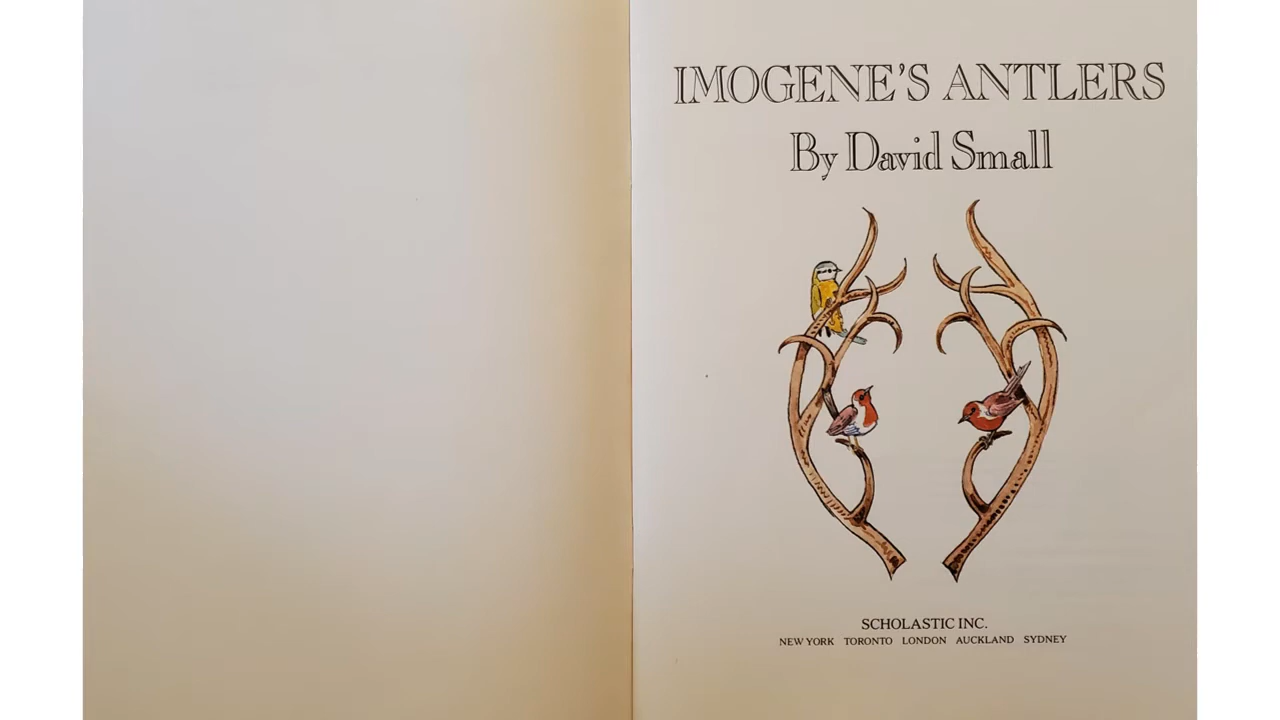 IMOGENE'S ANTLERS
By David Small
SCHOLASTIC INC.
NEW YORK TORONTO LONDON AUCKLAND SYDNEY